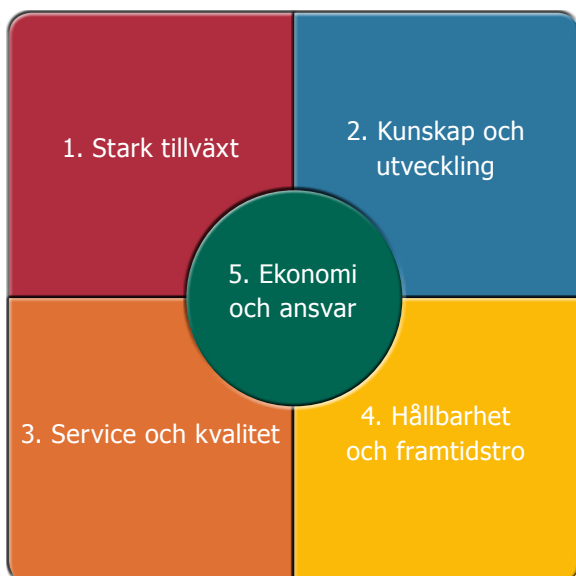 1. Stark tillväxt
2. Kunskap och
utveckling
5. Ekonomi
och ansvar
3. Service och kvalitet
4. Hållbarhet
och framtidstro